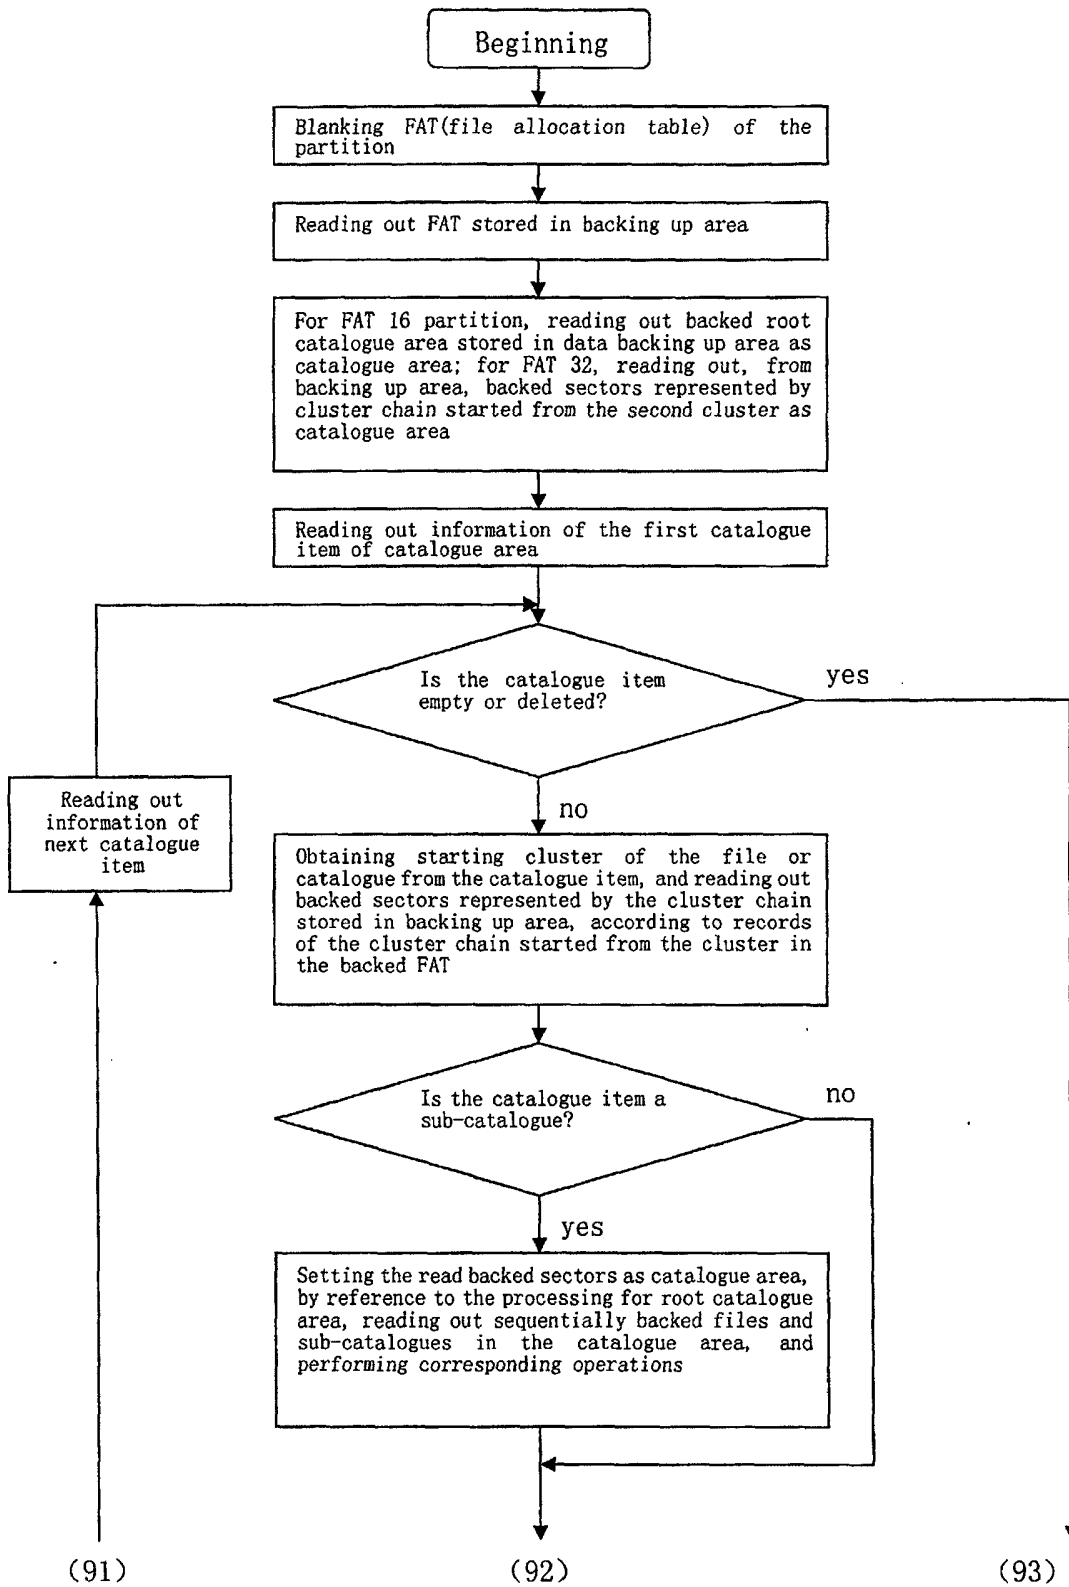 Beginning
Blanking FAT(file allocation table) of the
partition
Reading out FAT stored in backing up area
For FAT 16 partition, reading out backed root
catalogue area stored in data backing up area as
catalogue area; for FAT 32, reading out, from
backing up area, backed sectors represented by
cluster chain started from the second cluster as
catalogue area
Reading out information of the first catalogue
item of catalogue area
Is the catalogue item
empty or deleted?
yes
no
Reading out
information of
next catalogue
item
Obtaining starting cluster of the file or
catalogue from the catalogue item, and reading out
backed sectors represented by the cluster chain
stored in backing up area, according to records
of the cluster chain started from the cluster in
the backed FAT
Is the catalogue item a
sub-catalogue?
no
yes
Setting the read backed sectors as catalogue area,
by reference to the processing for root catalogue
area, reading out sequentially backed files and
sub-catalogues in the catalogue area, and
performing corresponding operations
(91)
(92)
(93)